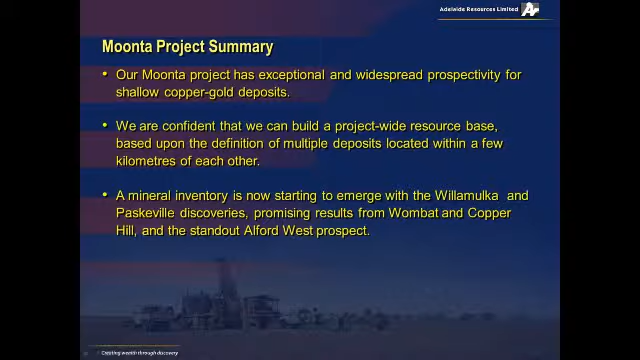 Adelaide Resources Limited
Moonta Project Summary
• Our Moonta project has exceptional and widespread prospectivity for
shallow copper-gold deposits.
• We are confident that we can build a project-wide resource base,
based upon the definition of multiple deposits located within a few
kilometres of each other.
• A mineral inventory is now starting to emerge with the Willamulka and
Paskeville discoveries, promising results from Wombat and Copper
Hill, and the standout Alford West prospect.
Creating wealth through discovery